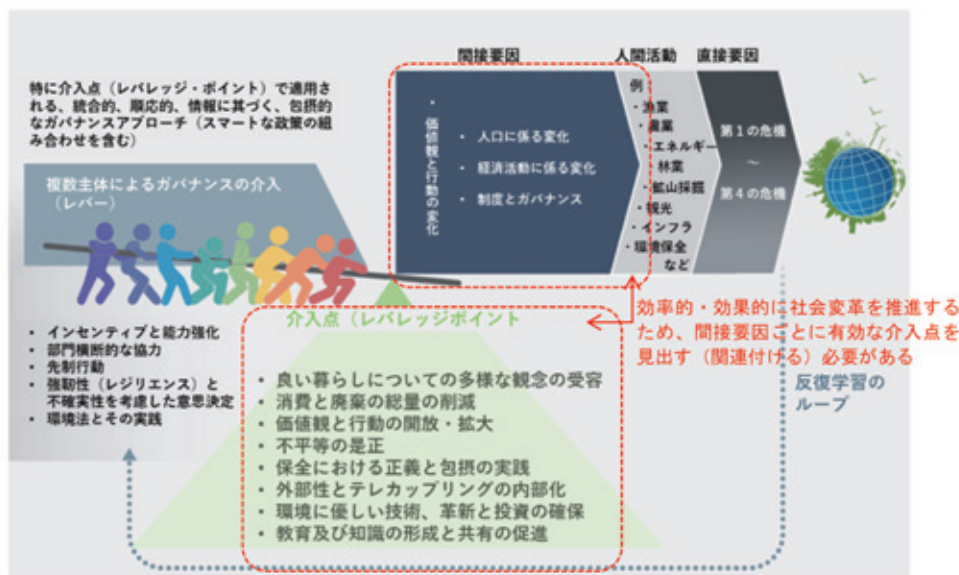 特に介入点（レバレッジ・ポイント）で適用さ
れる、統合的、順応的、情報に基づく、包摂的
なガバナンスアプローチ（スマートな政策の組
み合わせを含む）
複数主体によるガバナンスの介入
（レバー）
・インセンティブと能力強化
・部門横断的な協力
・先制行動
・強靭性（レジリエンス）と
不確実性を考慮した意思決定
・環境法とその実践
間接要因
・価値観と行動の変化
・人口に係る変化
・経済活動に係る変化
・制度とガバナンス
人間活動
例
・漁業
・農業
・エネルギー
・林業
・鉱山採掘
・観光
・インフラ
・環境保全
など
直接要因
第1の危機
～
第4の危機
介入点（レバレッジポイント
・良い暮らしについての多様な観念の受容
・消費と廃棄の総量の削減
・価値観と行動の開放・拡大
・不平等の是正
・保全における正義と包摂の実践
・外部性とテレカップリングの内部化
・環境に優しい技術、革新と投資の確保
・教育及び知識の形成と共有の促進
効率的・効果的に社会変革を推進する
ため、間接要因ごとに有効な介入点を
見出す（関連付ける）必要がある
反復学習の
ループ